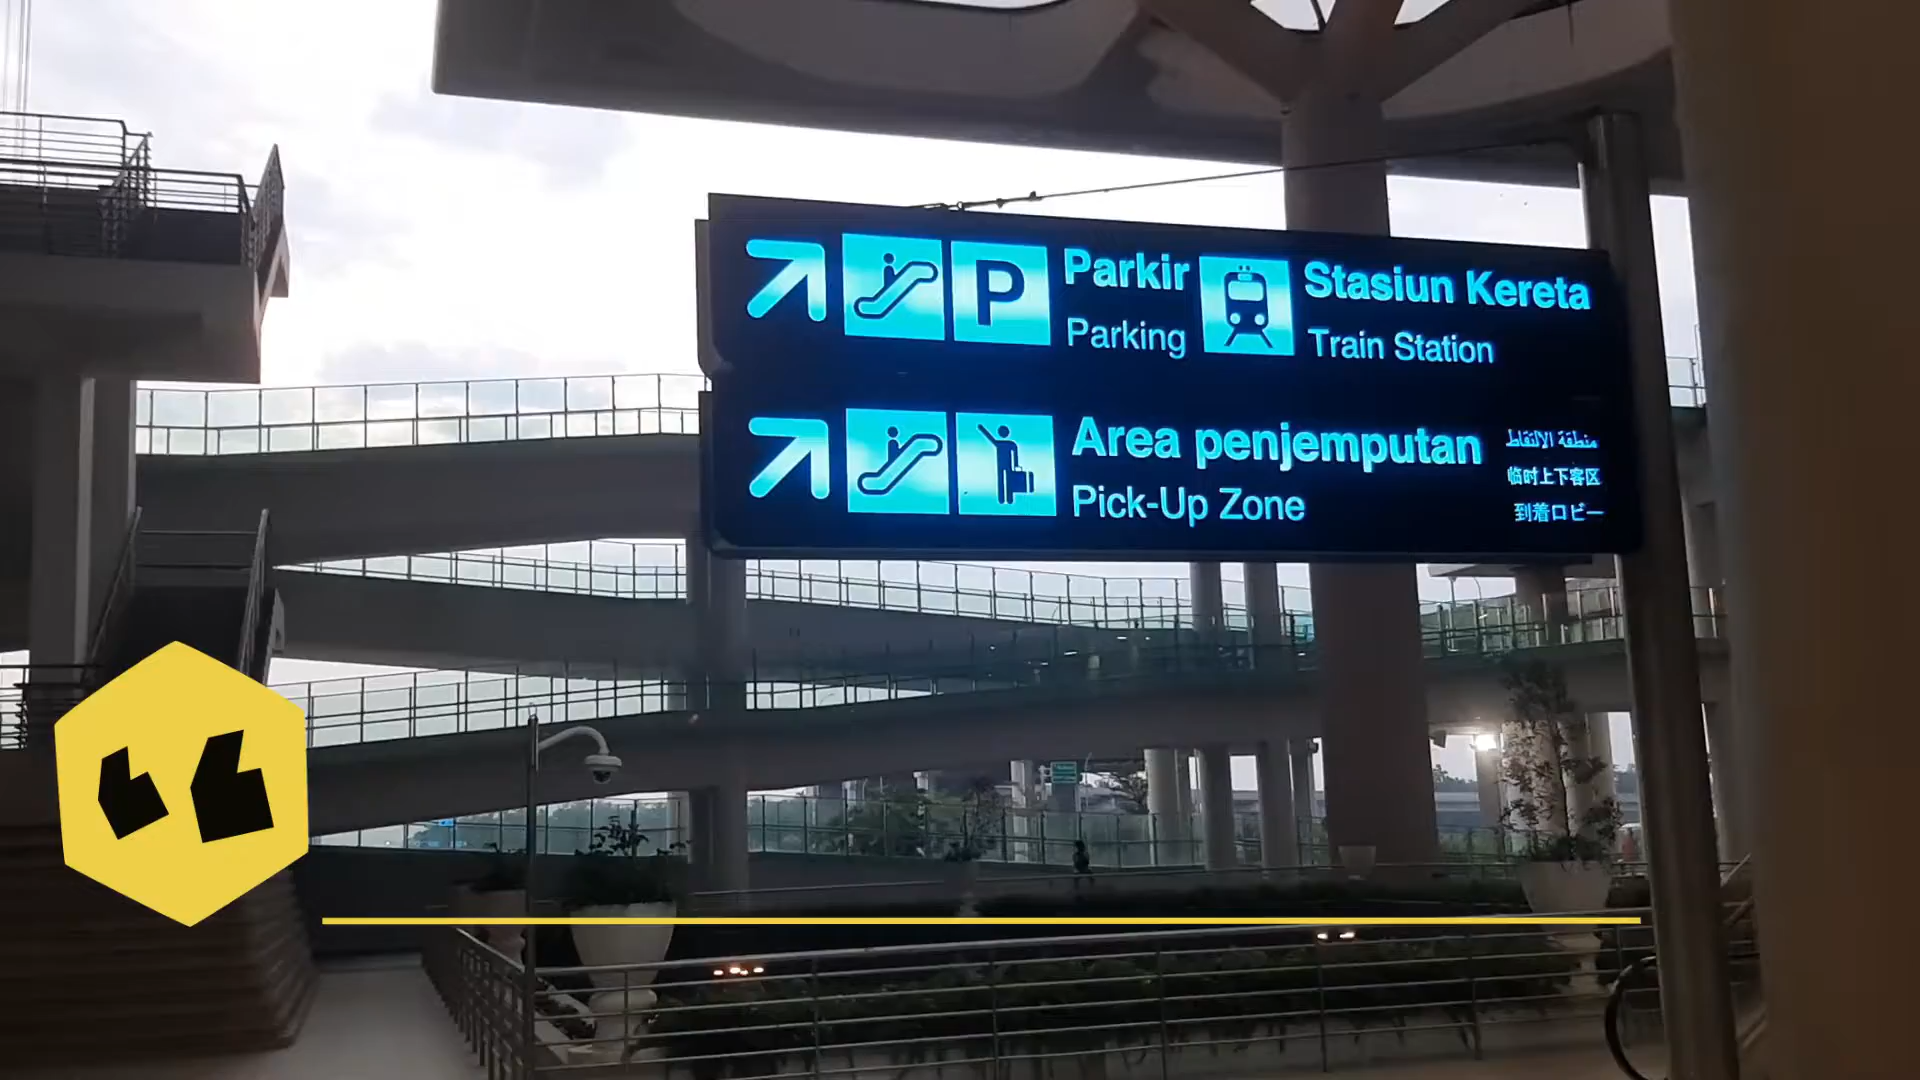 P
Parkir
Parking
Stasiun Kereta
Train Station
Area penjemputan
Pick-Up Zone
منطقة الالتقاط
临时上下客区
到着ロビー